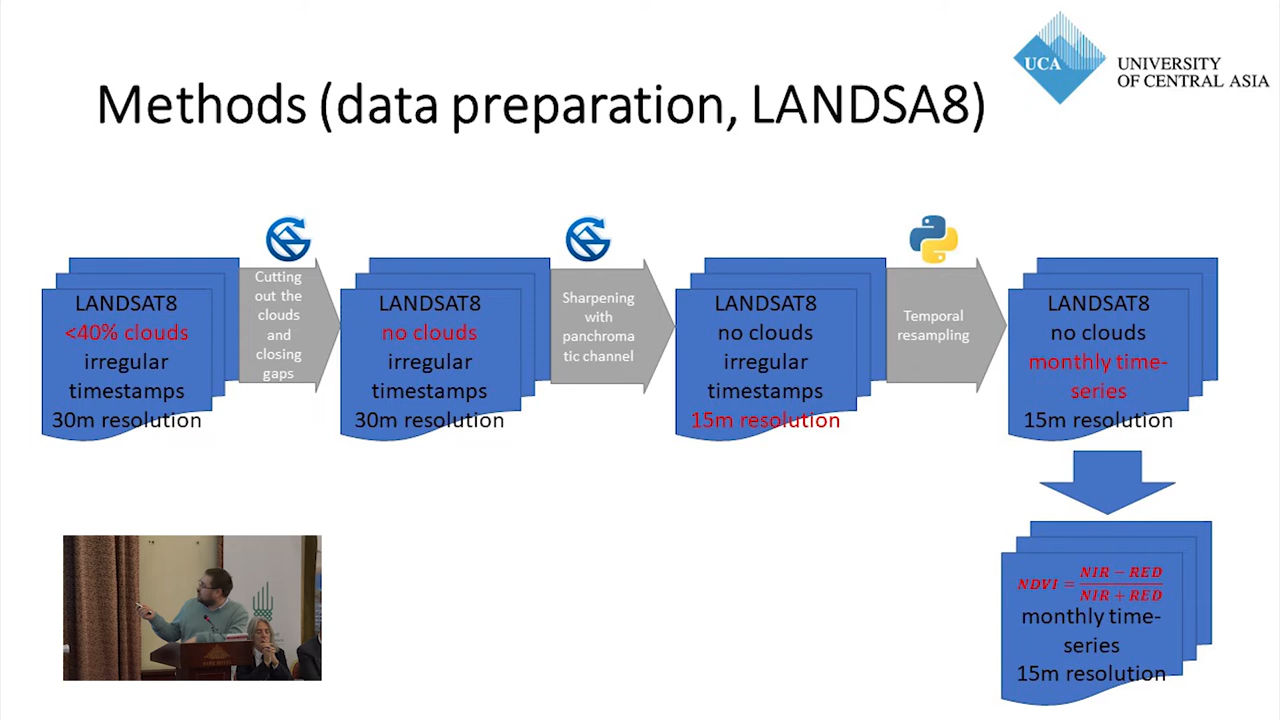 UCA
UNIVERSITY
OF CENTRAL ASIA
Methods (data preparation, LANDSA8)
LANDSAT8
<40% clouds
irregular
timestamps
30m resolution
Cutting
out the
clouds
and
closing
gaps
LANDSAT8
no clouds
irregular
timestamps
30m resolution
Sharpening
with
panchroma
tic channel
LANDSAT8
no clouds
irregular
timestamps
15m resolution
Temporal
resampling
LANDSAT8
no clouds
monthly time-
series
15m resolution
NDVI = NIR − RED
NIR + RED
monthly time-
series
15m resolution